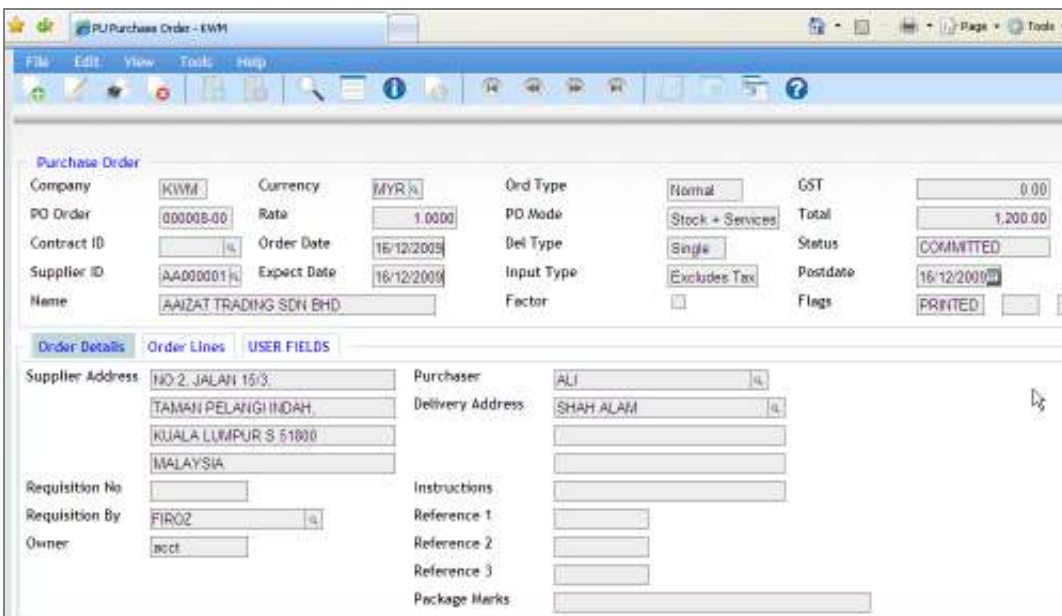 PU Purchase Order - KWM
Page Tools
File Edit View Tools Help
Purchase Order
Company KWM Currency MYR Ord Type Normal GST 0.00
PO Order 000008-00 Rate 1.0000 PO Mode Stock + Services Total 1,200.00
Contract ID Order Date 16/12/2009 Del Type Single Status COMMITTED
Supplier ID AA000001 Expect Date 16/12/2009 Input Type Excludes Tax Postdate 16/12/2009
Name AAIZAT TRADING SDN BHD Factor Flags PRINTED
Order Details Order Lines USER FIELDS
Supplier Address NO 2, JALAN 15/3, Purchaser ALI
TAMAN PELANGI INDAH, Delivery Address SHAH ALAM
KUALA LUMPUR S 51800
MALAYSIA
Requisition No Instructions
Requisition By FIROZ Reference 1
Owner acct Reference 2
Reference 3
Package Marks